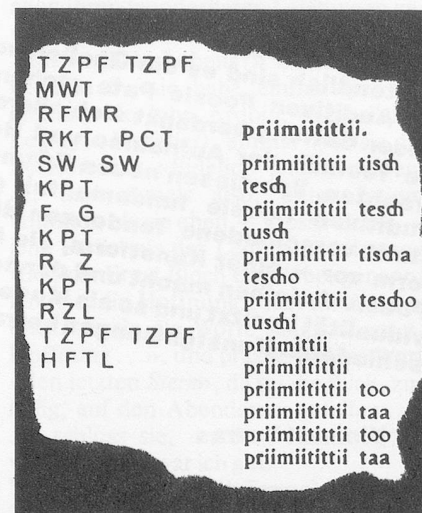 TZPF TZPF
MWT
RFMR
RKT PCT
SW SW
KPT
F G
KPT
R Z
KPT
RZL
TZPF TZPF
HFTL
priimiitittii.
priimiitittii tisch
tesch
priimiitittii tesch
tusch
priimiitittii tischa
tescho
priimiitittii tescho
tuschi
priimittii
priimiitittii
priimiitittii too
priimiitittii taa
priimiitittii too
priimiitittii taa